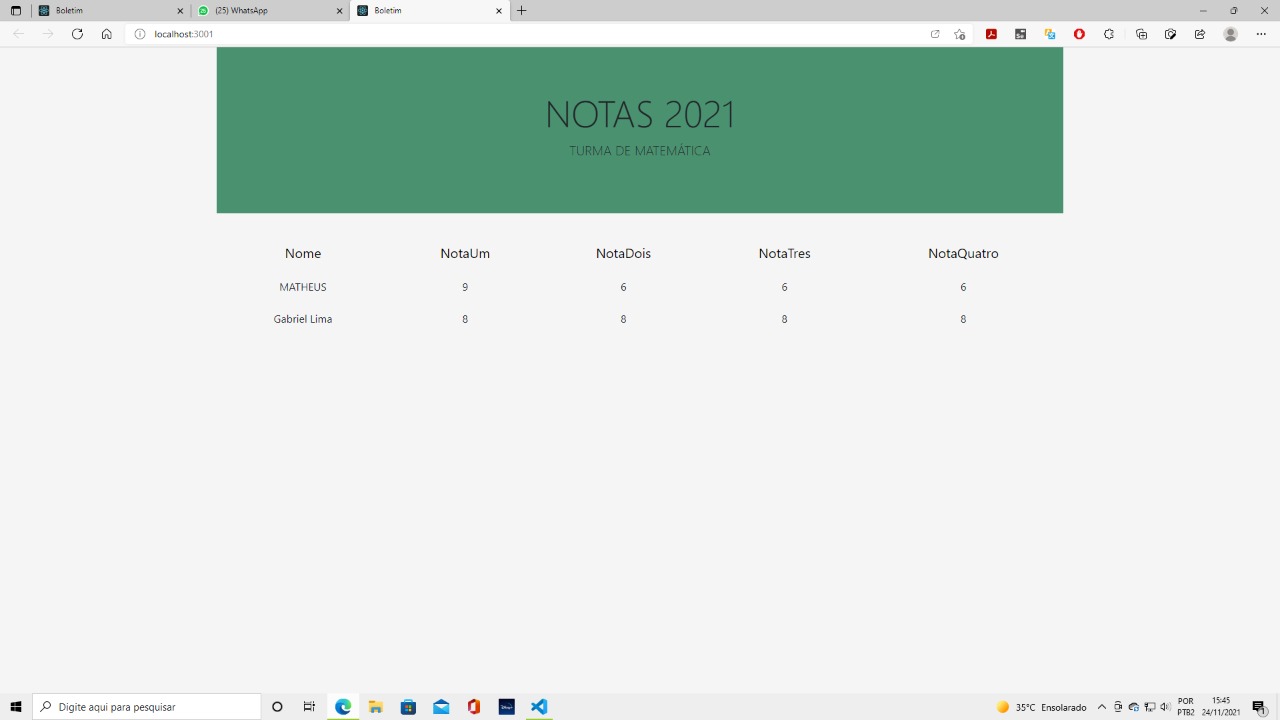 Boletim
(25) WhatsApp
Boletim
localhost:3001
NOTAS 2021
TURMA DE MATEMÁTICA
Nome NotaUm NotaDois NotaTres NotaQuatro
MATHEUS 9 6 6 6
Gabriel Lima 8 8 8 8
Digite aqui para pesquisar
35°C Ensolarado
POR
PTB2
15:45
24/11/2021